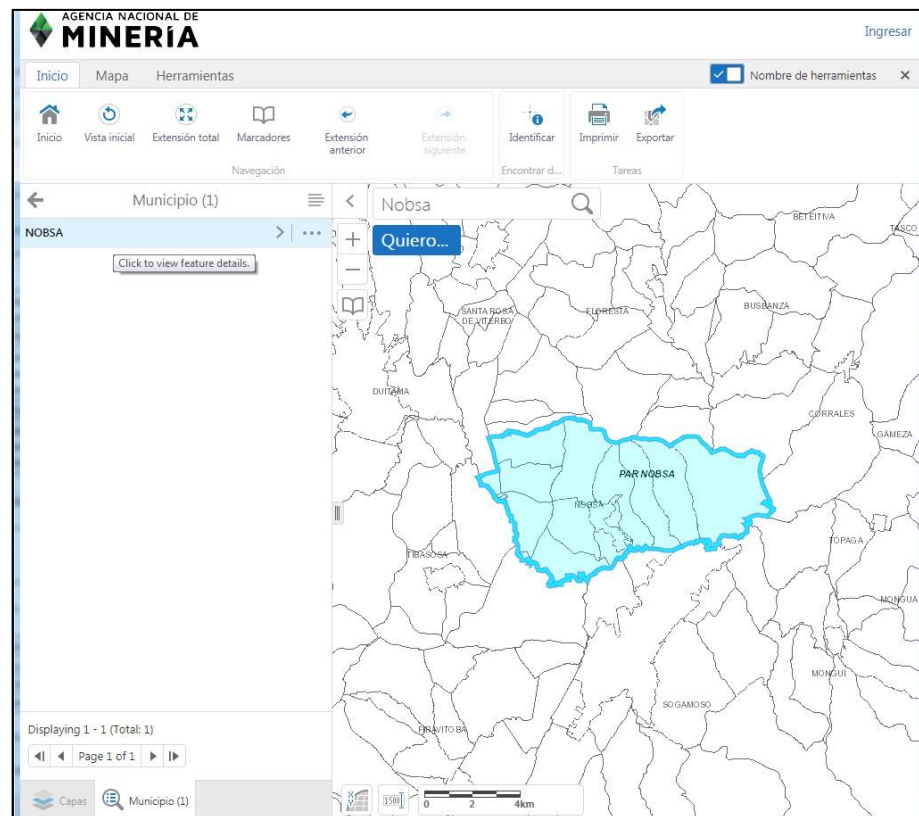 AGENCIA NACIONAL DE
MINERÍA
Ingresar
Inicio Mapa Herramientas
Nombre de herramientas
Inicio
Vista inicial
Extensión total
Marcadores
Extensión
anterior
Extensión
siguiente
Identificar
Imprimir
Exportar
Navegación
Encontrar d...
Tareas
Municipio (1)
NOBSA
Click to view feature details.
Nobsa
Quiero...
BETEITIVA
TASCO
SANTA ROSA
DE VITERBO
FLORESTA
BUSBANZA
DUITAMA
CORRALES
GAMEZA
PAR NOBSA
NOBSA
TIBASOSA
TOPAGA
MONGUA
MONGUI
SOGAMOSO
FIRAVITOBA
Displaying 1 - 1 (Total: 1)
Page 1 of 1
Capas
Municipio (1)
0 2 4km